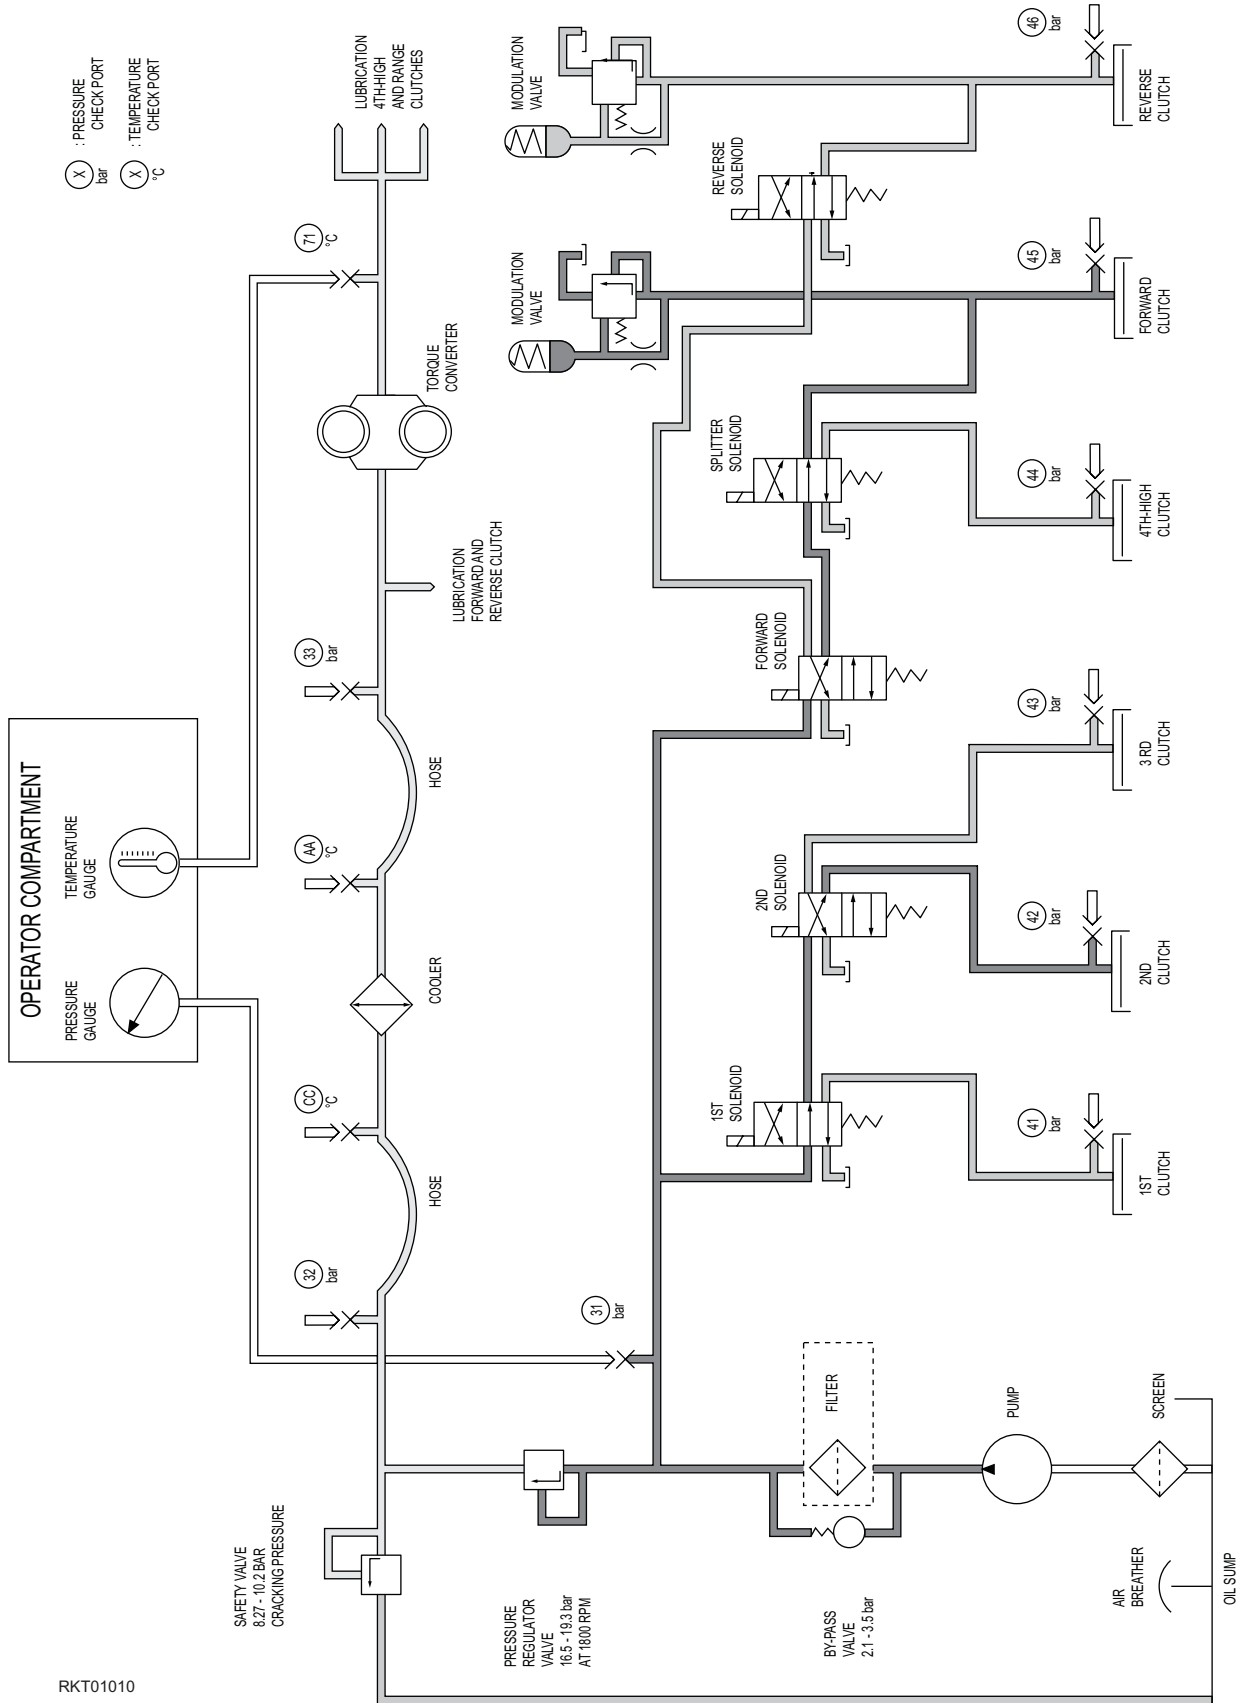 X
bar
: PRESSURE
CHECK PORT
X
°C
: TEMPERATURE
CHECK PORT
OPERATOR COMPARTMENT
PRESSURE
GAUGE
TEMPERATURE
GAUGE
SAFETY VALVE
8.27 - 10.2 BAR
CRACKING PRESSURE
32
bar
HOSE
CC
°C
COOLER
AA
°C
HOSE
33
bar
LUBRICATION
FORWARD AND
REVERSE CLUTCH
TORQUE
CONVERTER
71
°C
LUBRICATION
4TH-HIGH
AND RANGE
CLUTCHES
PRESSURE
REGULATOR
VALVE
16.5 - 19.3 bar
AT 1800 RPM
31
bar
MODULATION
VALVE
MODULATION
VALVE
1ST
SOLENOID
2ND
SOLENOID
FORWARD
SOLENOID
SPLITTER
SOLENOID
REVERSE
SOLENOID
BY-PASS
VALVE
2.1 - 3.5 bar
FILTER
PUMP
SCREEN
AIR
BREATHER
OIL SUMP
41
bar
1ST
CLUTCH
42
bar
2ND
CLUTCH
43
bar
3 RD
CLUTCH
44
bar
4TH-HIGH
CLUTCH
45
bar
FORWARD
CLUTCH
46
bar
REVERSE
CLUTCH
RKT01010